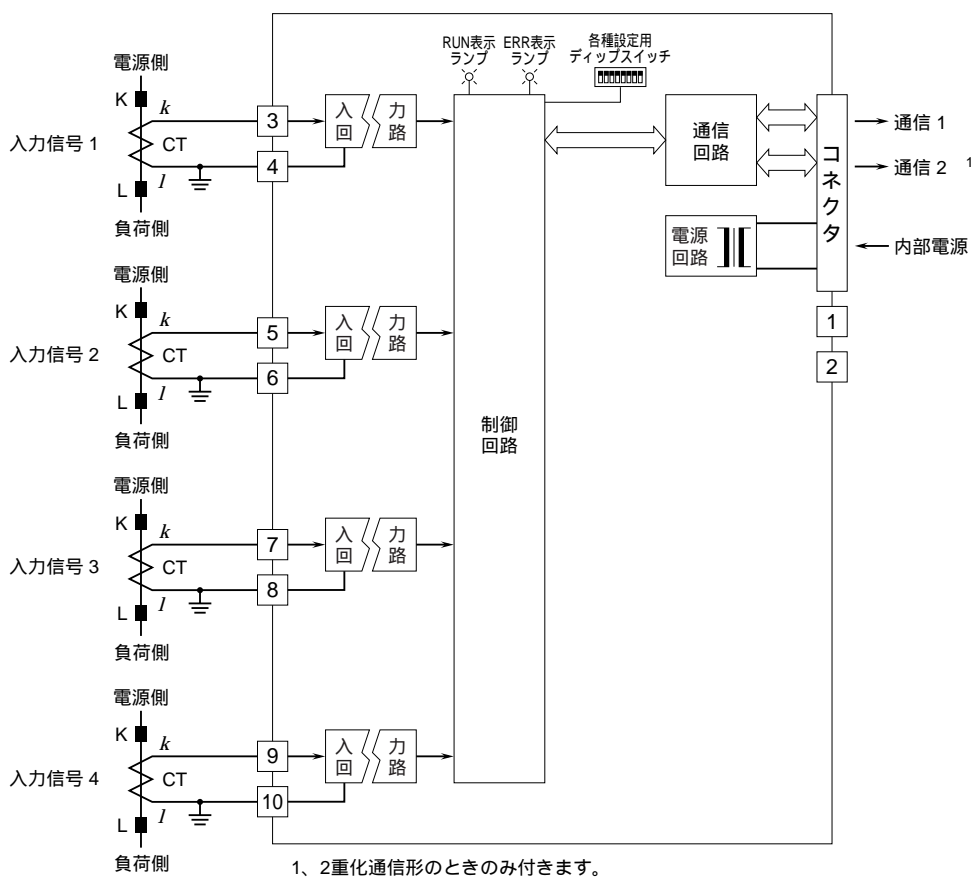 RUN表示
ランプ
ERR表示
ランプ
各種設定用
ディップスイッチ
電源側
K
k
入力信号 1
CT
L
l
負荷側
3
4
入 力
回 路
電源側
K
k
入力信号 2
CT
L
l
負荷側
5
6
入 力
回 路
電源側
K
k
入力信号 3
CT
L
l
負荷側
7
8
入 力
回 路
電源側
K
k
入力信号 4
CT
L
l
負荷側
9
10
入 力
回 路
制御
回路
通信
回路
電源
回路
コネクタ
通信 1
通信 2 1
内部電源
1
2
1、2重化通信形のときのみ付きます。